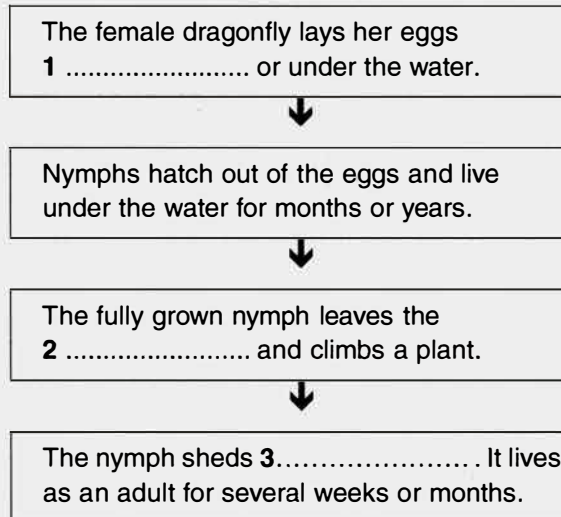 The female dragonfly lays her eggs
1 ......................... or under the water.
Nymphs hatch out of the eggs and live
under the water for months or years.
The fully grown nymph leaves the
2 ......................... and climbs a plant.
The nymph sheds 3......................... . It lives
as an adult for several weeks or months.